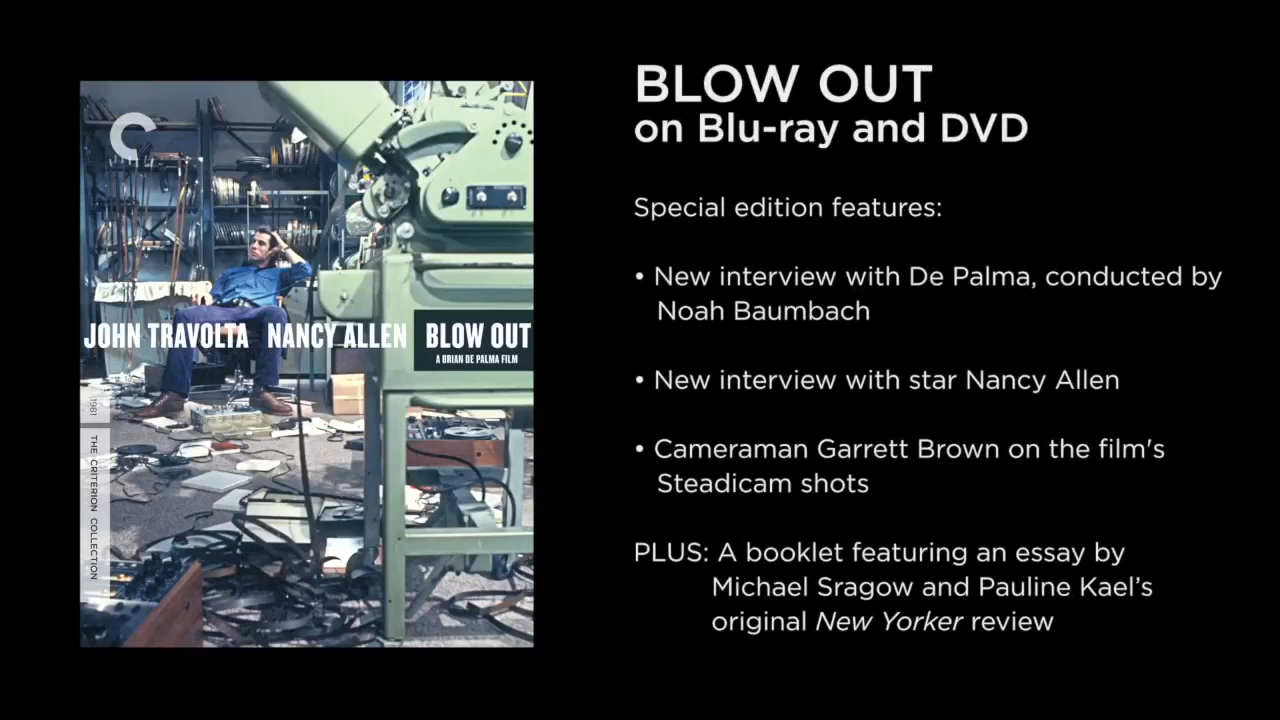 BLOW OUT
on Blu-ray and DVD
Special edition features:
• New interview with De Palma, conducted by
Noah Baumbach
• New interview with star Nancy Allen
• Cameraman Garrett Brown on the film's
Steadicam shots
PLUS: A booklet featuring an essay by
Michael Sragow and Pauline Kael’s
original New Yorker review
JOHN TRAVOLTA NANCY ALLEN BLOW OUT
A BRIAN DE PALMA FILM
1981
THE CRITERION COLLECTION